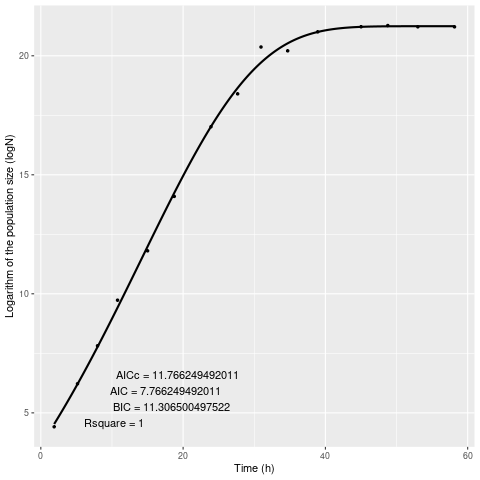 20
15
10
5
Logarithm of the population size (logN)
AICc = 11.766249492011
AIC = 7.766249492011
BIC = 11.306500497522
Rsquare = 1
0 20 40 60
Time (h)